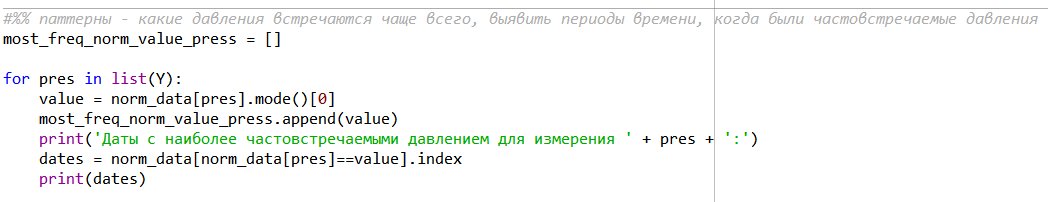 #%% паттерны - какие давления встречаются чаще всего, выявить периоды времени, когда были частовстречаемые давления
most_freq_norm_value_press = []
for pres in list(Y):
    value = norm_data[pres].mode()[0]
    most_freq_norm_value_press.append(value)
    print('Даты с наиболее частовстречаемыми давлением для измерения ' + pres + ':')
    dates = norm_data[norm_data[pres]==value].index
    print(dates)